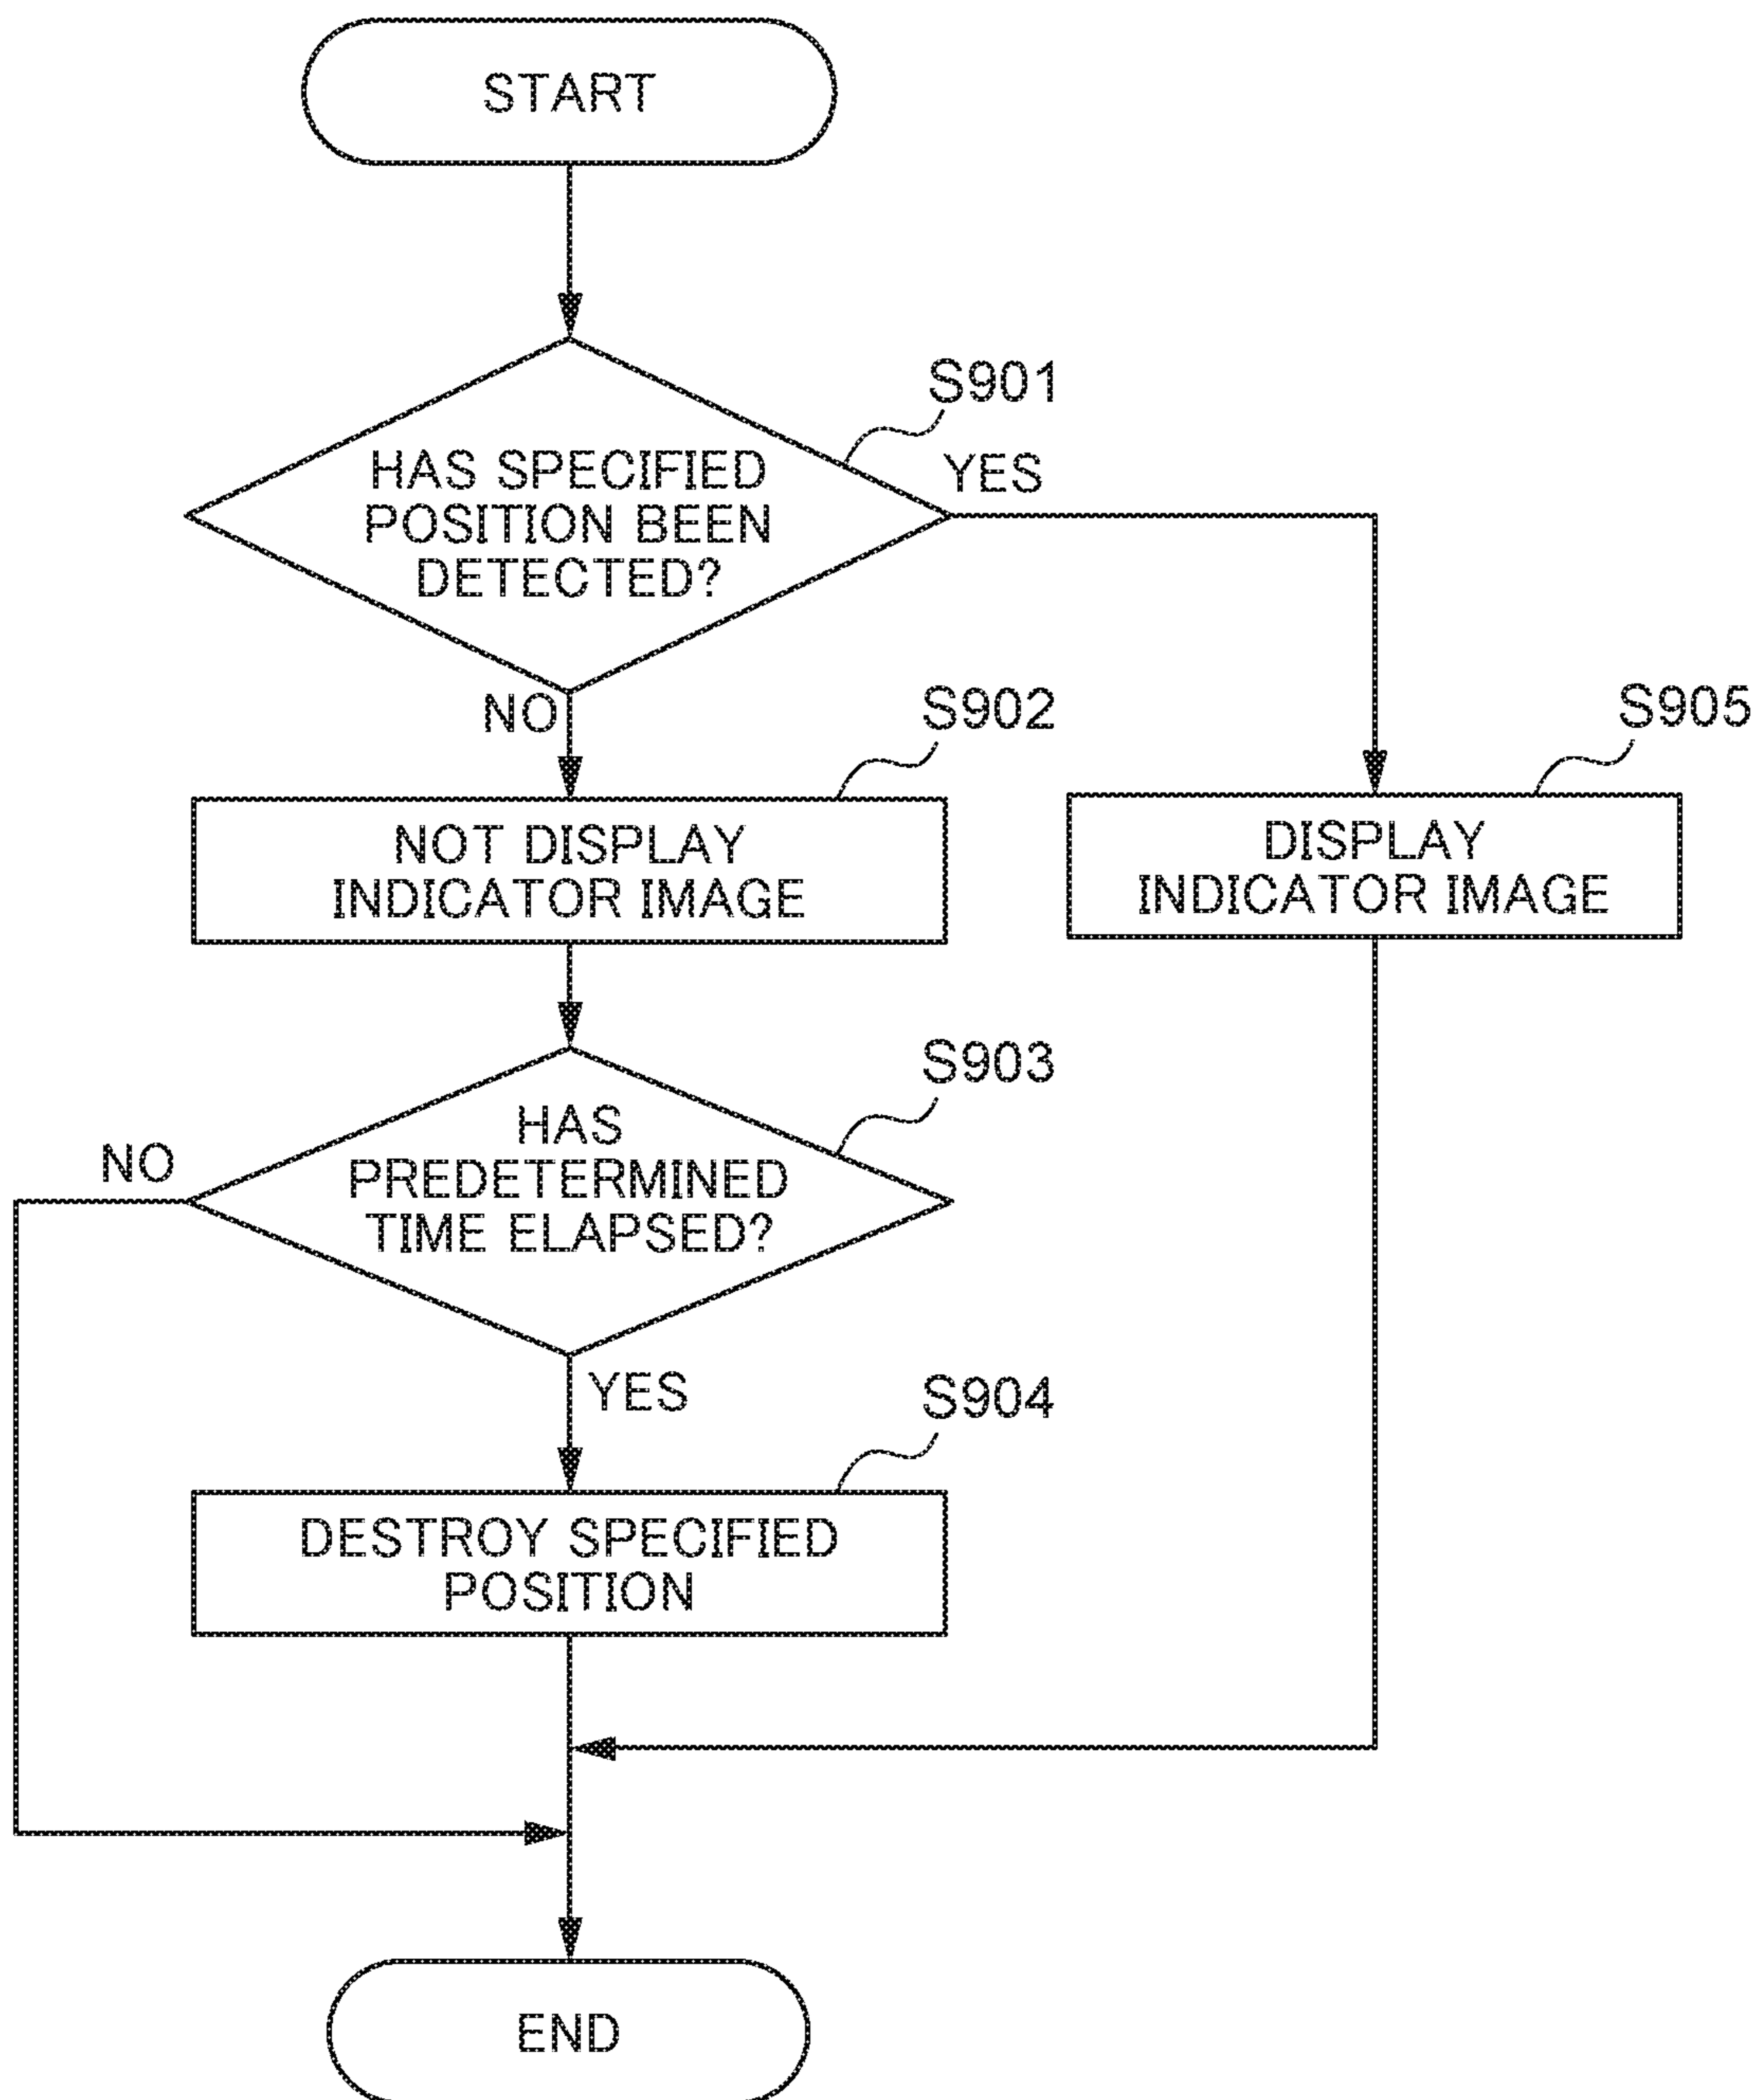 START
S901
HAS SPECIFIED
POSITION BEEN
DETECTED?
YES
NO
S902
S905
NOT DISPLAY
INDICATOR IMAGE
DISPLAY
INDICATOR IMAGE
S903
HAS
PREDETERMINED
TIME ELAPSED?
NO
YES
S904
DESTROY SPECIFIED
POSITION
END